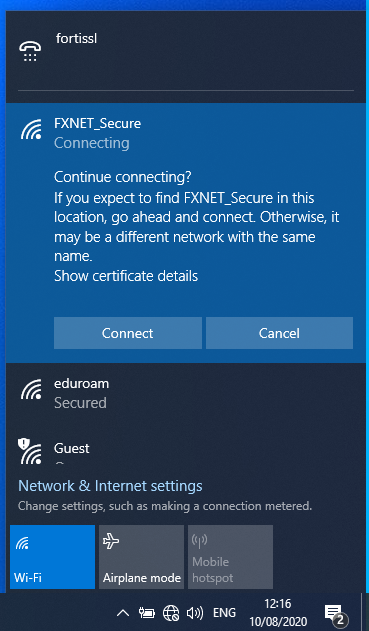 fortissl
FXNET_Secure
Connecting
Continue connecting?
If you expect to find FXNET_Secure in this
location, go ahead and connect. Otherwise, it
may be a different network with the same
name.
Show certificate details
Connect Cancel
eduroam
Secured
Guest
Network & Internet settings
Change settings, such as making a connection metered.
Wi-Fi
Airplane mode
Mobile
hotspot
ENG
12:16
10/08/2020
2